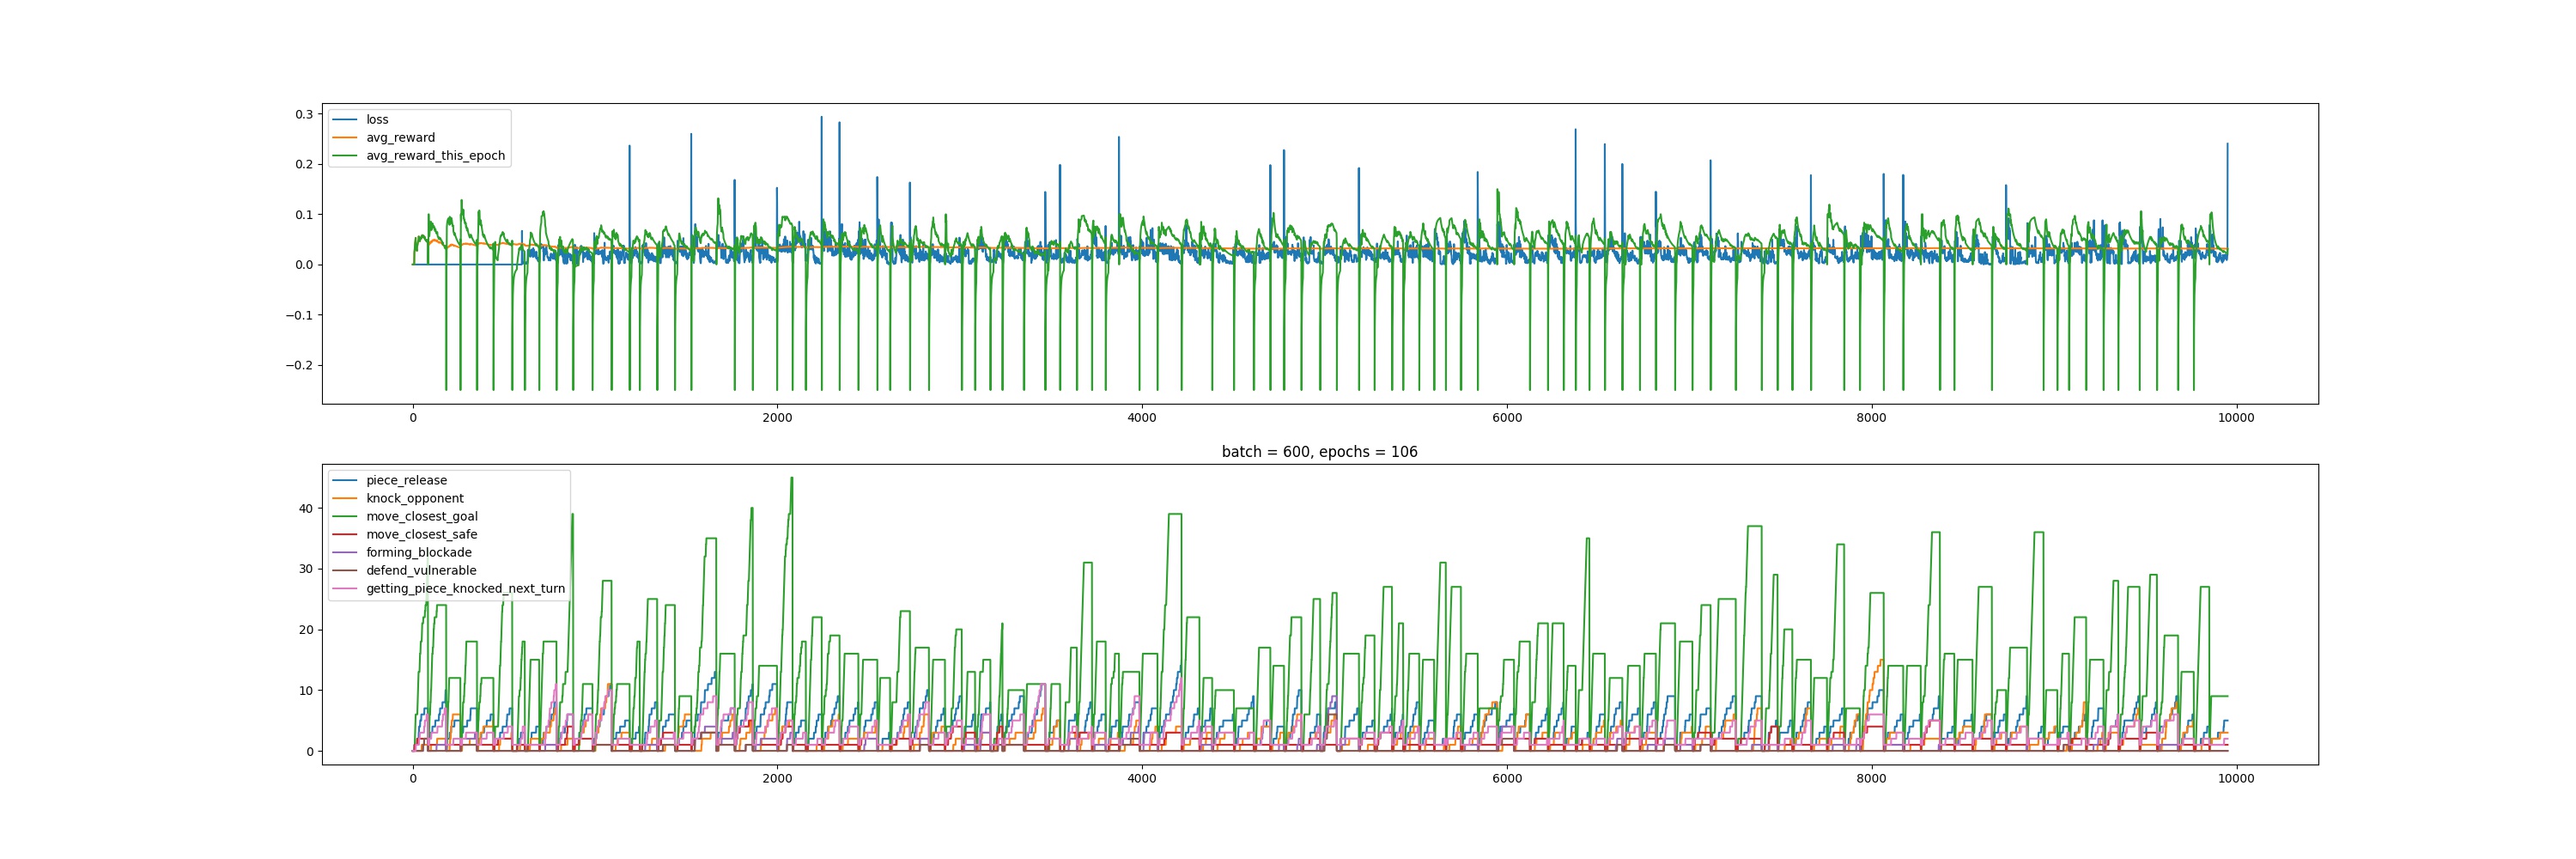 0.3
0.2
0.1
0.0
−0.1
−0.2
loss
avg_reward
avg_reward_this_epoch
0 2000 4000 6000 8000 10000
batch = 600, epochs = 106
40
30
20
10
0
piece_release
knock_opponent
move_closest_goal
move_closest_safe
forming_blockade
defend_vulnerable
getting_piece_knocked_next_turn
0 2000 4000 6000 8000 10000